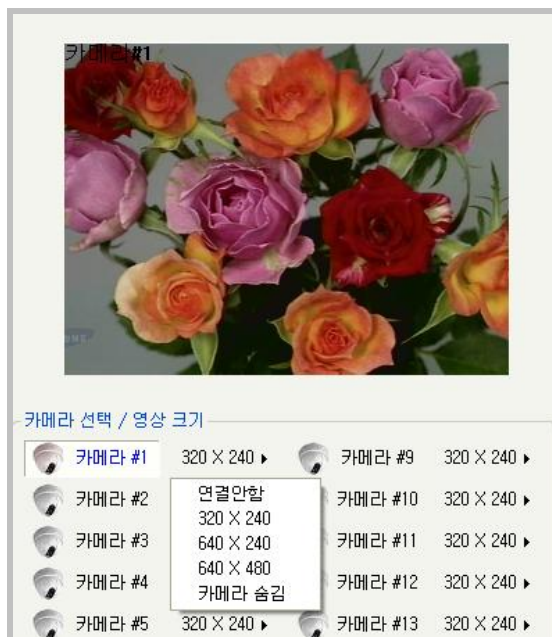 카메라#1
카메라 선택 / 영상 크기
카메라 #1 320 X 240 카메라 #9 320 X 240
카메라 #2 카메라 #10 320 X 240
카메라 #3 카메라 #11 320 X 240
카메라 #4 카메라 #12 320 X 240
카메라 #5 320 X 240 카메라 #13 320 X 240
연결안함
320 X 240
640 X 240
640 X 480
카메라 숨김